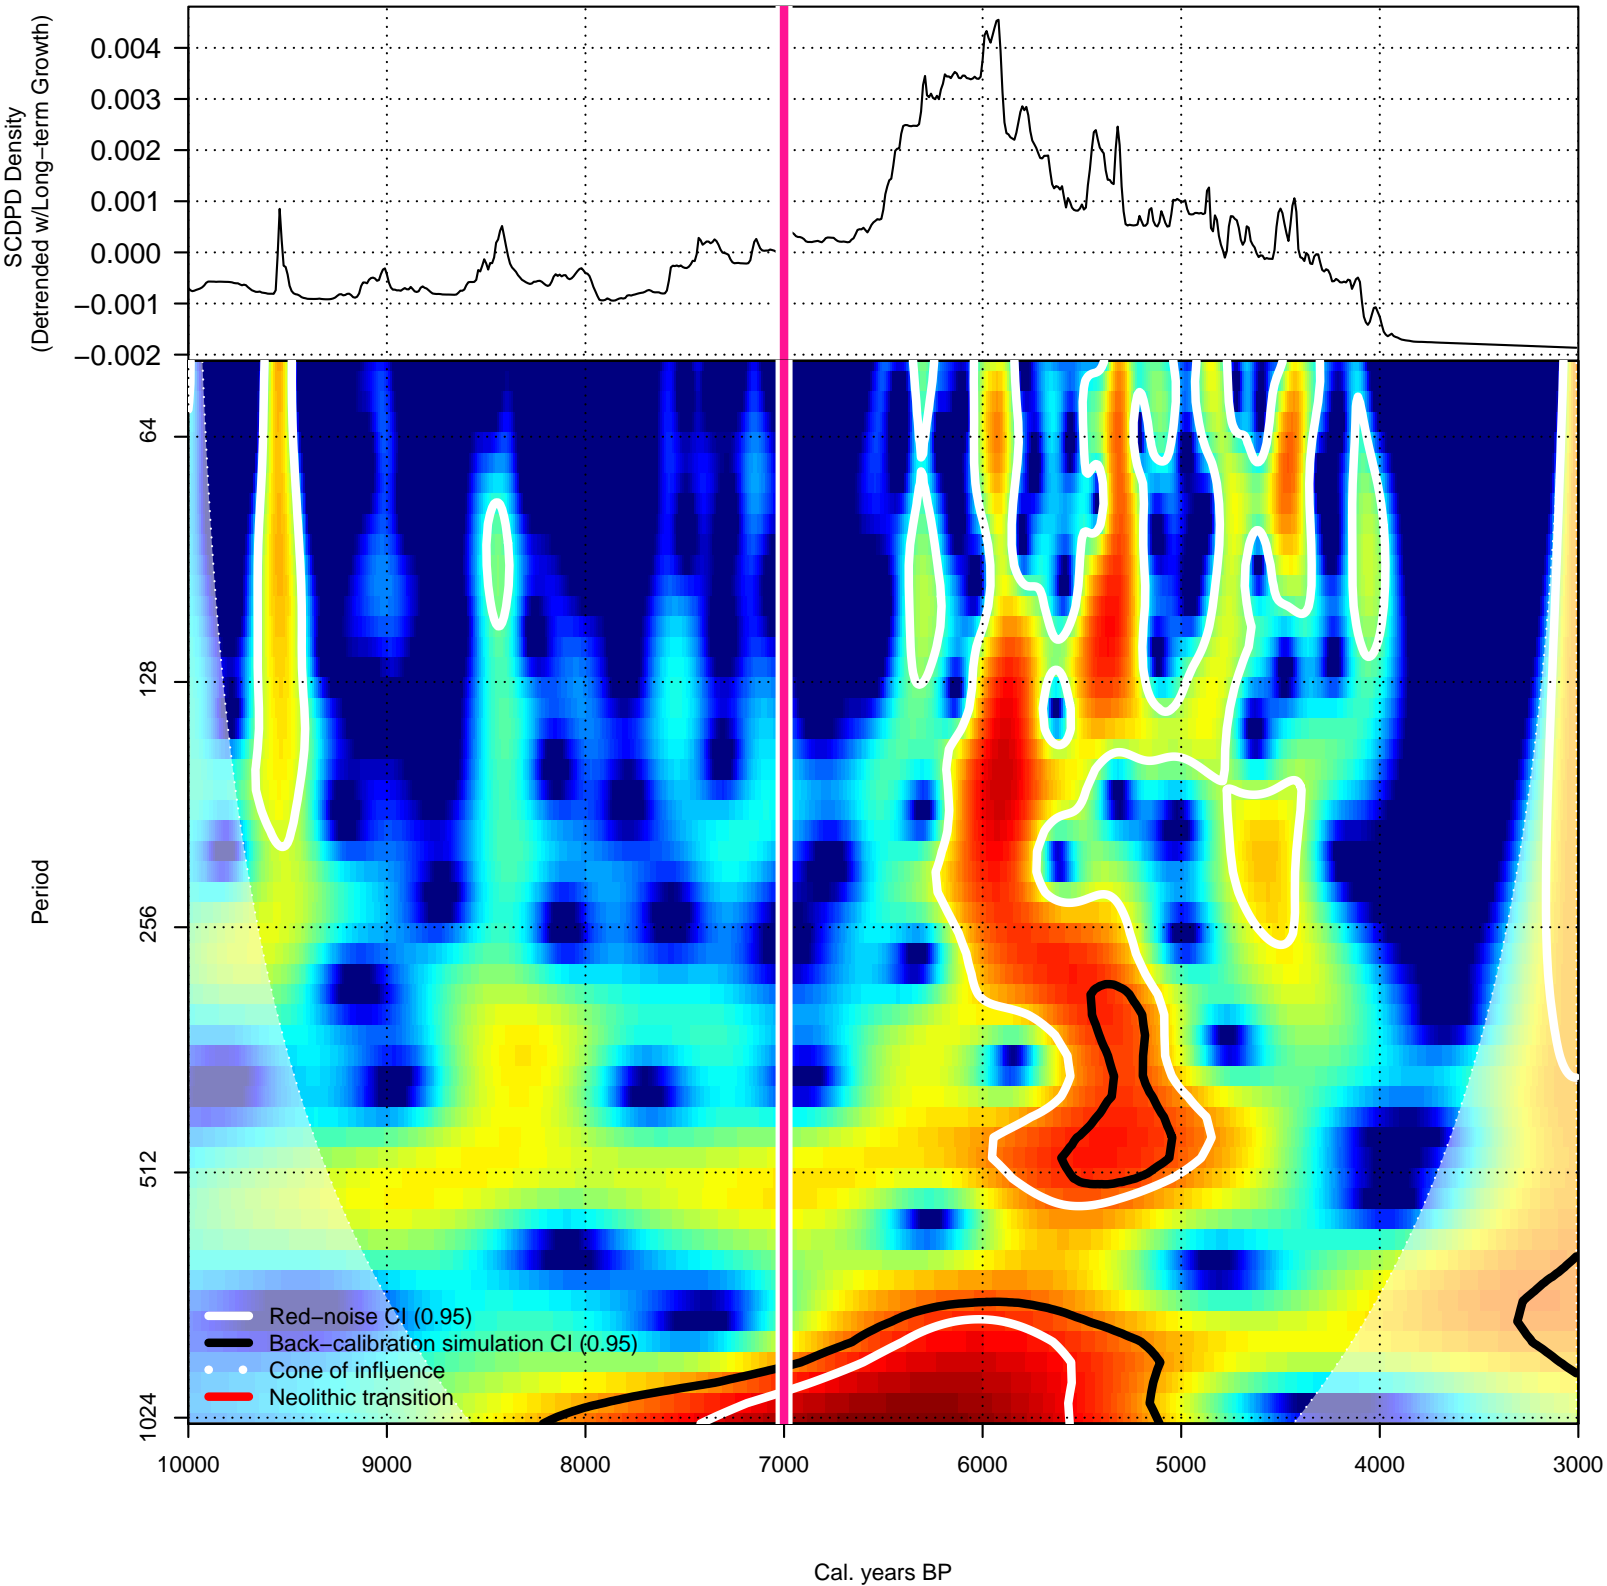 SCDPD Density
(Detrended w/Long−term Growth)
0.004
0.003
0.002
0.001
0.000
−0.001
−0.002
Period
64
128
256
512
1024
Red−noise CI (0.95)
Back−calibration simulation CI (0.95)
Cone of influence
Neolithic transition
10000 9000 8000 7000 6000 5000 4000 3000
Cal. years BP